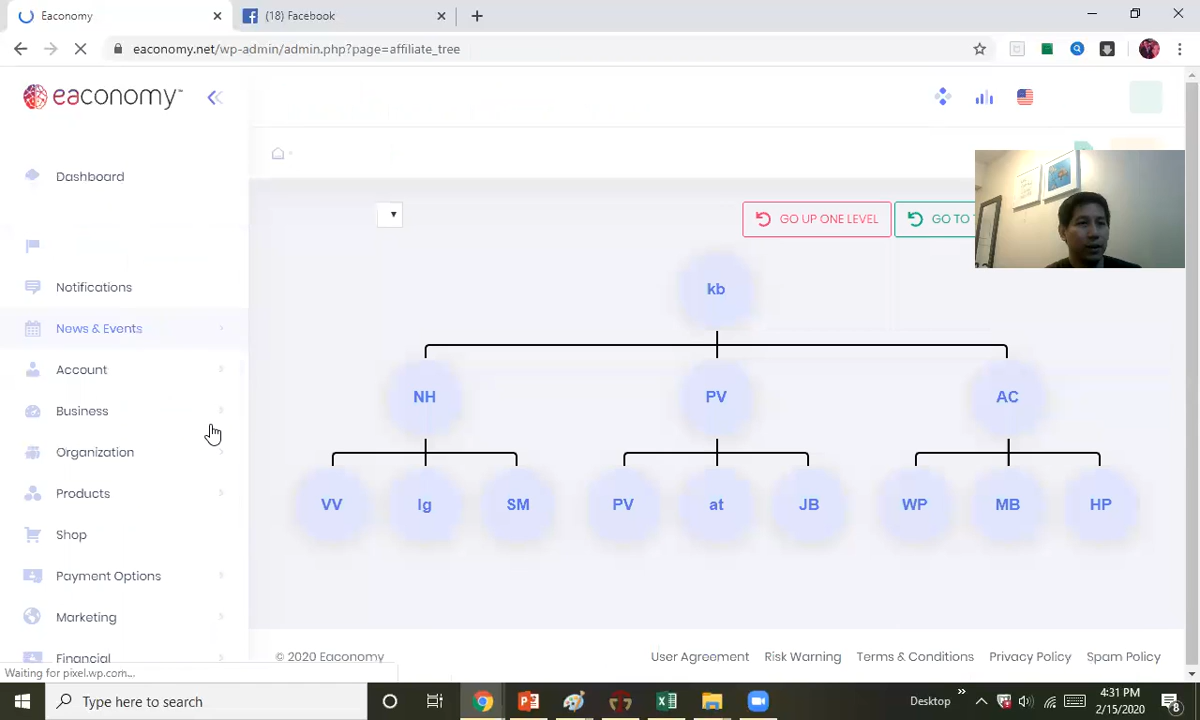 Eaconomy
(18) Facebook
eaconomy.net/wp-admin/admin.php?page=affiliate_tree
eaconomy™
Dashboard
Notifications
News & Events
Account
Business
Organization
Products
Shop
Payment Options
Marketing
Financial
GO UP ONE LEVEL
GO TO
kb
NH
PV
AC
VV
lg
SM
PV
at
JB
WP
MB
HP
© 2020 Eaconomy
User Agreement
Risk Warning
Terms & Conditions
Privacy Policy
Spam Policy
Waiting for pixel.wp.com...
Type here to search
Desktop
4:31 PM
2/15/2020
8